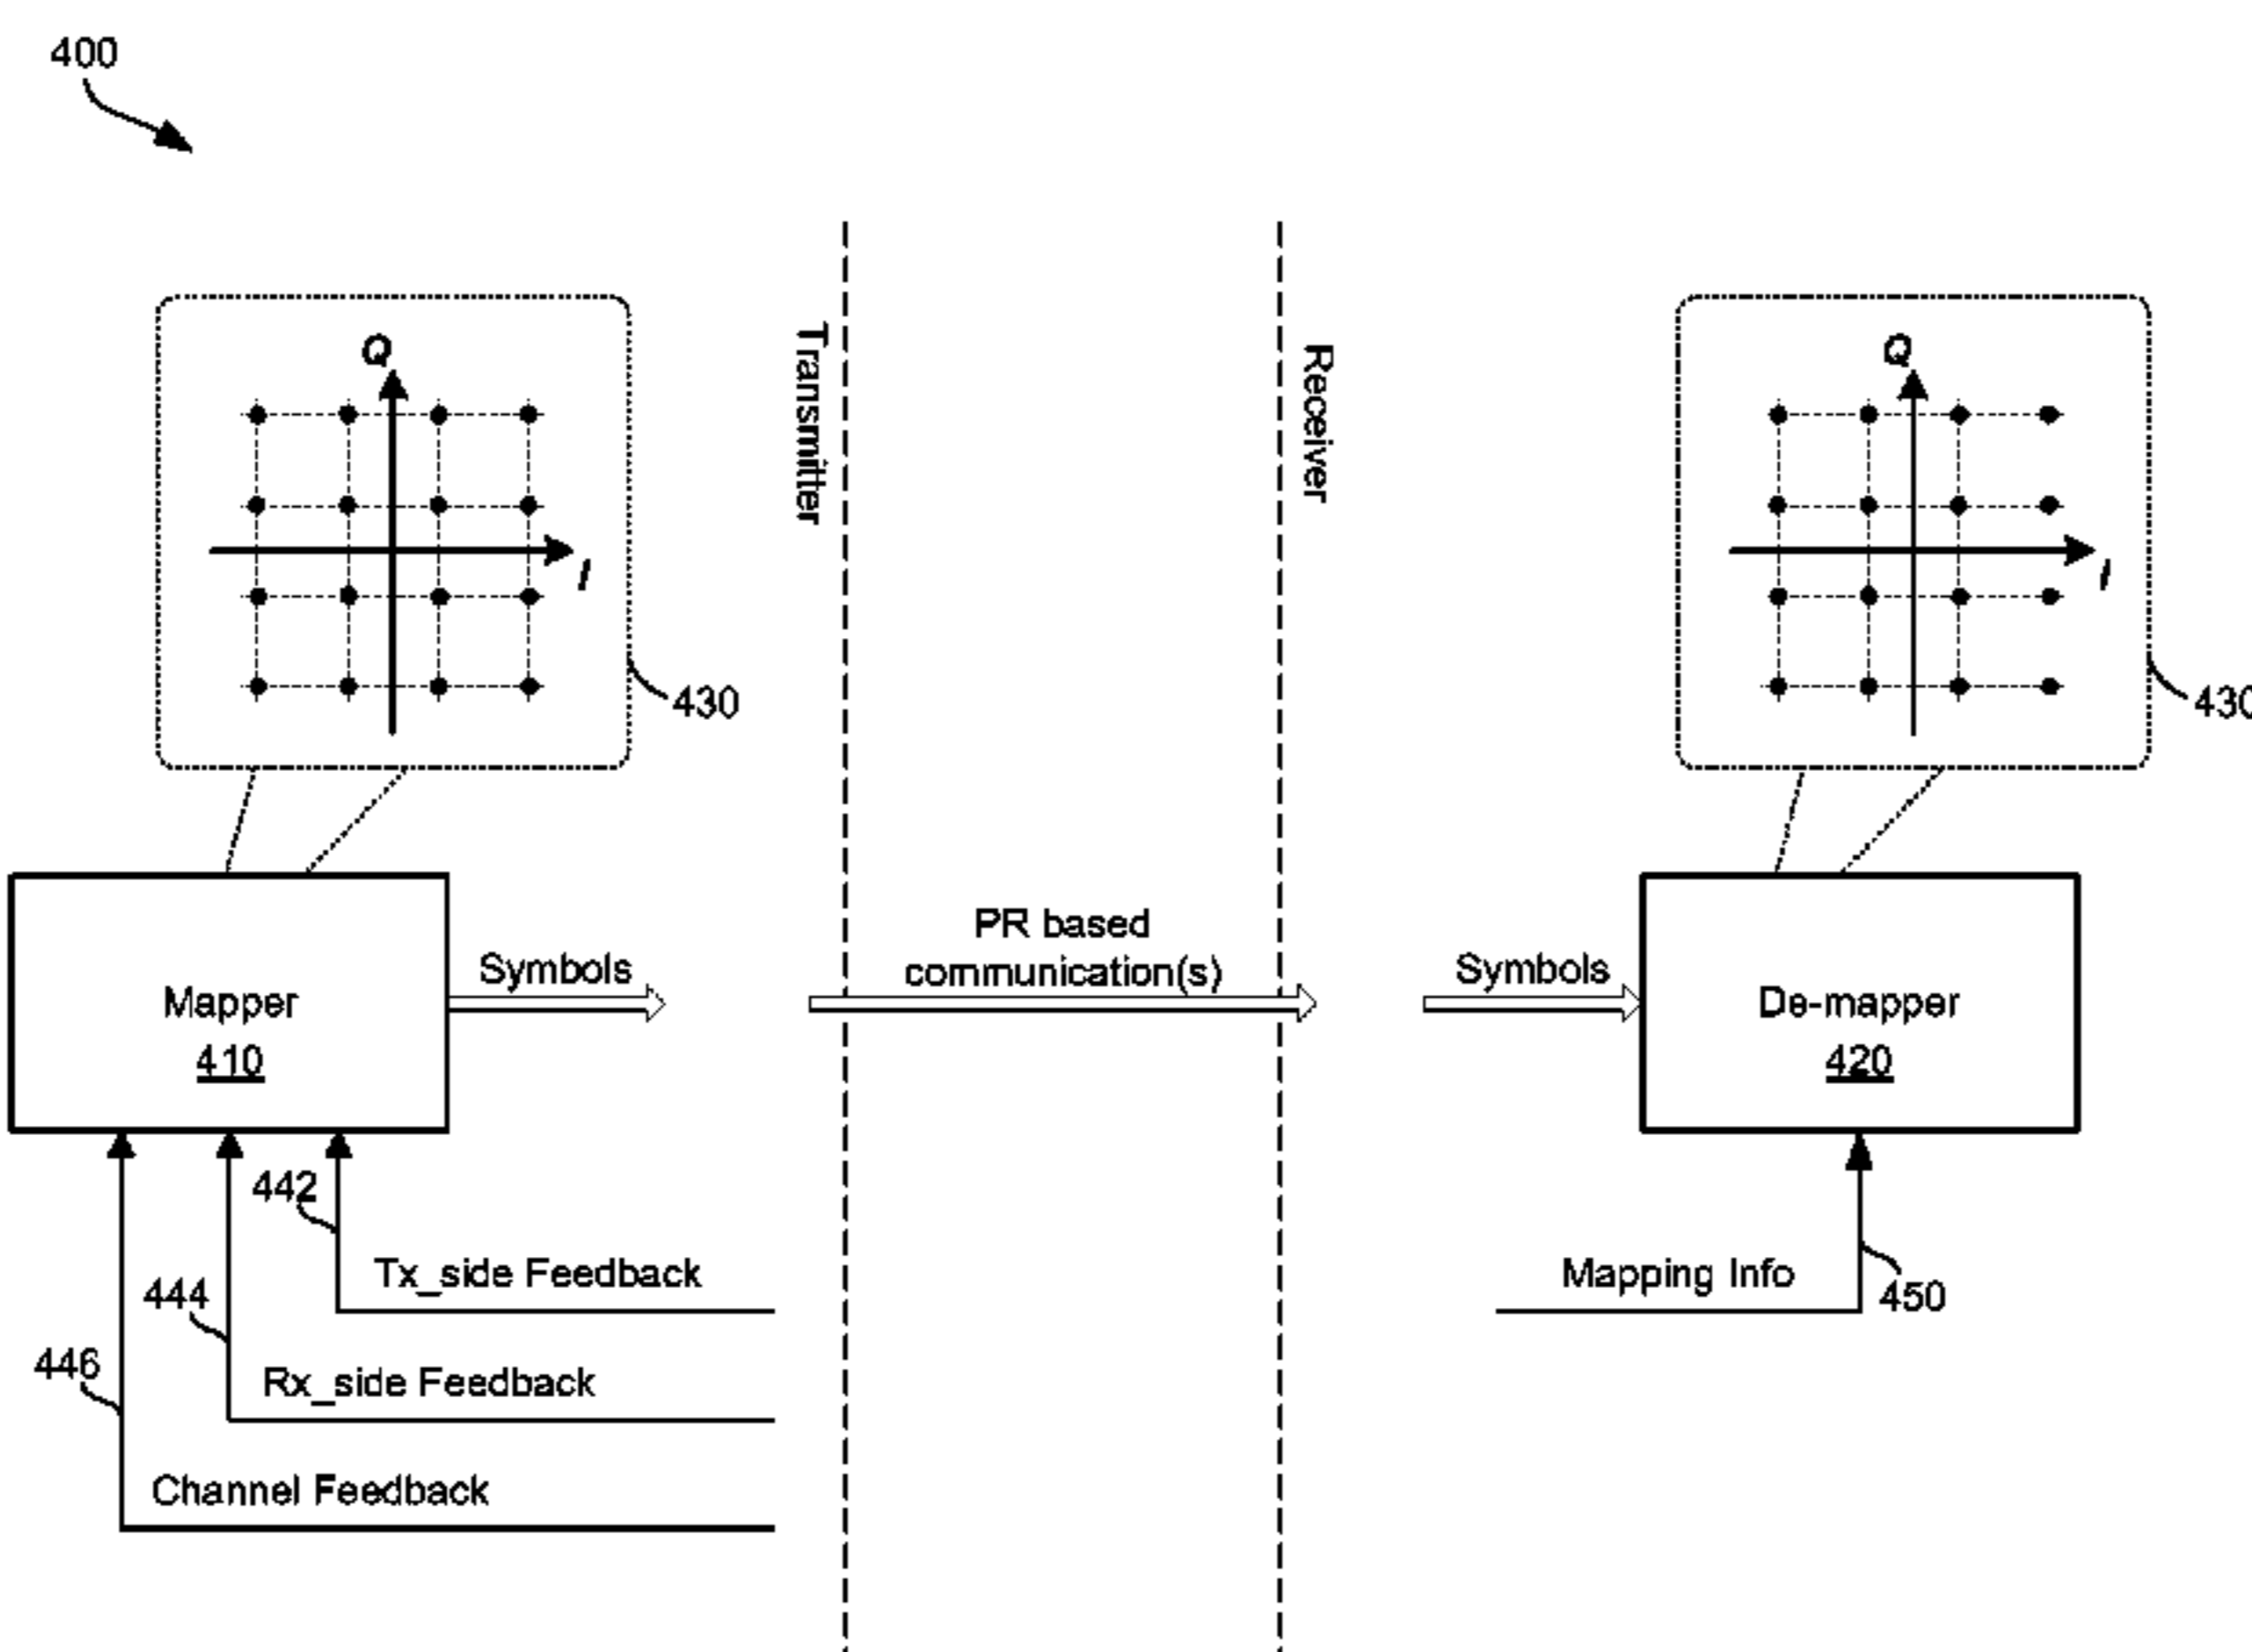 400
Q
I
430
Transmitter
Receiver
Q
I
430
Mapper
410
Symbols
PR based
communication(s)
Symbols
De-mapper
420
442
Tx_side Feedback
444
Rx_side Feedback
446
Channel Feedback
Mapping Info
450